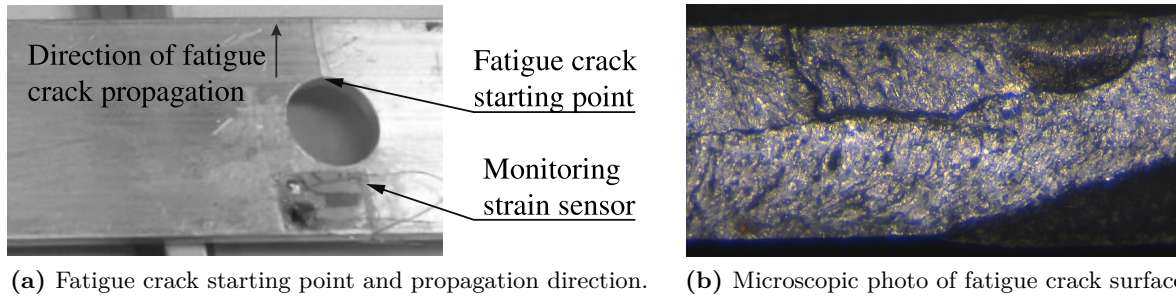 Direction of fatigue
crack propagation
Fatigue crack
starting point
Monitoring
strain sensor
(a) Fatigue crack starting point and propagation direction.
(b) Microscopic photo of fatigue crack surfac